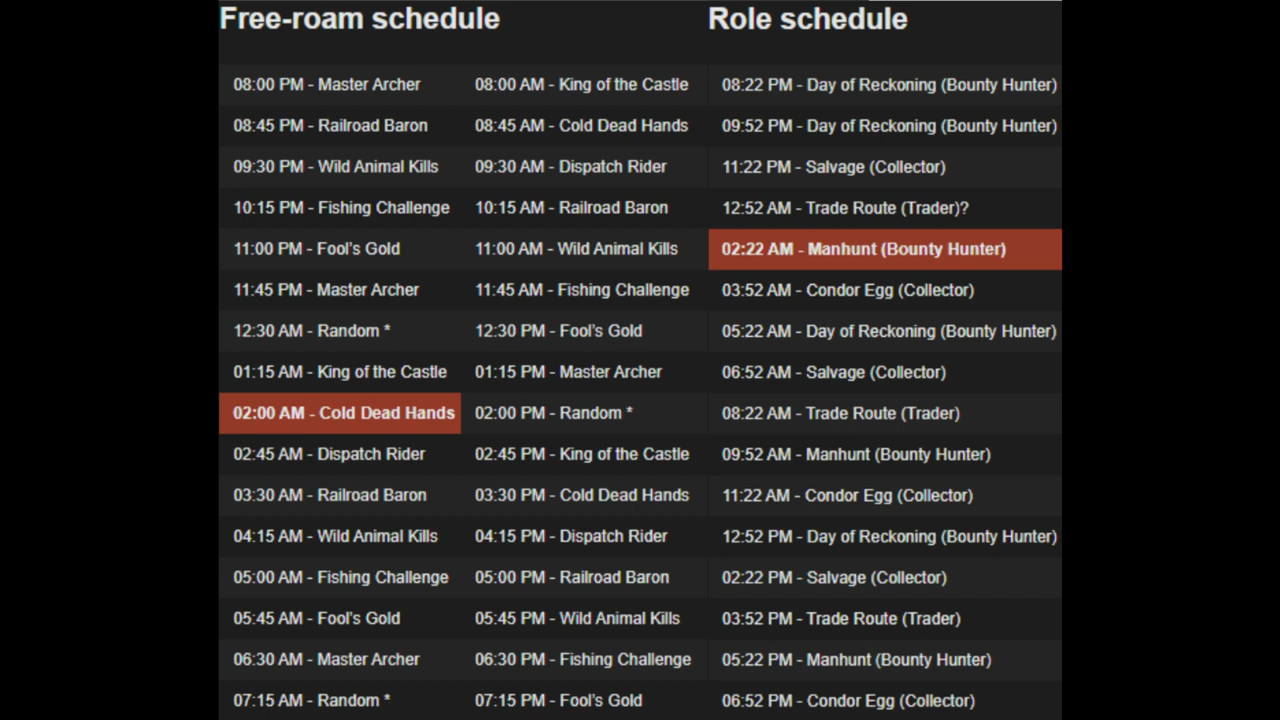 Free-roam schedule
08:00 PM - Master Archer
08:45 PM - Railroad Baron
09:30 PM - Wild Animal Kills
10:15 PM - Fishing Challenge
11:00 PM - Fool's Gold
11:45 PM - Master Archer
12:30 AM - Random *
01:15 AM - King of the Castle
02:00 AM - Cold Dead Hands
02:45 AM - Dispatch Rider
03:30 AM - Railroad Baron
04:15 AM - Wild Animal Kills
05:00 AM - Fishing Challenge
05:45 AM - Fool's Gold
06:30 AM - Master Archer
07:15 AM - Random *
08:00 AM - King of the Castle
08:45 AM - Cold Dead Hands
09:30 AM - Dispatch Rider
10:15 AM - Railroad Baron
11:00 AM - Wild Animal Kills
11:45 AM - Fishing Challenge
12:30 PM - Fool's Gold
01:15 PM - Master Archer
02:00 PM - Random *
02:45 PM - King of the Castle
03:30 PM - Cold Dead Hands
04:15 PM - Dispatch Rider
05:00 PM - Railroad Baron
05:45 PM - Wild Animal Kills
06:30 PM - Fishing Challenge
07:15 PM - Fool's Gold
Role schedule
08:22 PM - Day of Reckoning (Bounty Hunter)
09:52 PM - Day of Reckoning (Bounty Hunter)
11:22 PM - Salvage (Collector)
12:52 AM - Trade Route (Trader)?
02:22 AM - Manhunt (Bounty Hunter)
03:52 AM - Condor Egg (Collector)
05:22 AM - Day of Reckoning (Bounty Hunter)
06:52 AM - Salvage (Collector)
08:22 AM - Trade Route (Trader)
09:52 AM - Manhunt (Bounty Hunter)
11:22 AM - Condor Egg (Collector)
12:52 PM - Day of Reckoning (Bounty Hunter)
02:22 PM - Salvage (Collector)
03:52 PM - Trade Route (Trader)
05:22 PM - Manhunt (Bounty Hunter)
06:52 PM - Condor Egg (Collector)